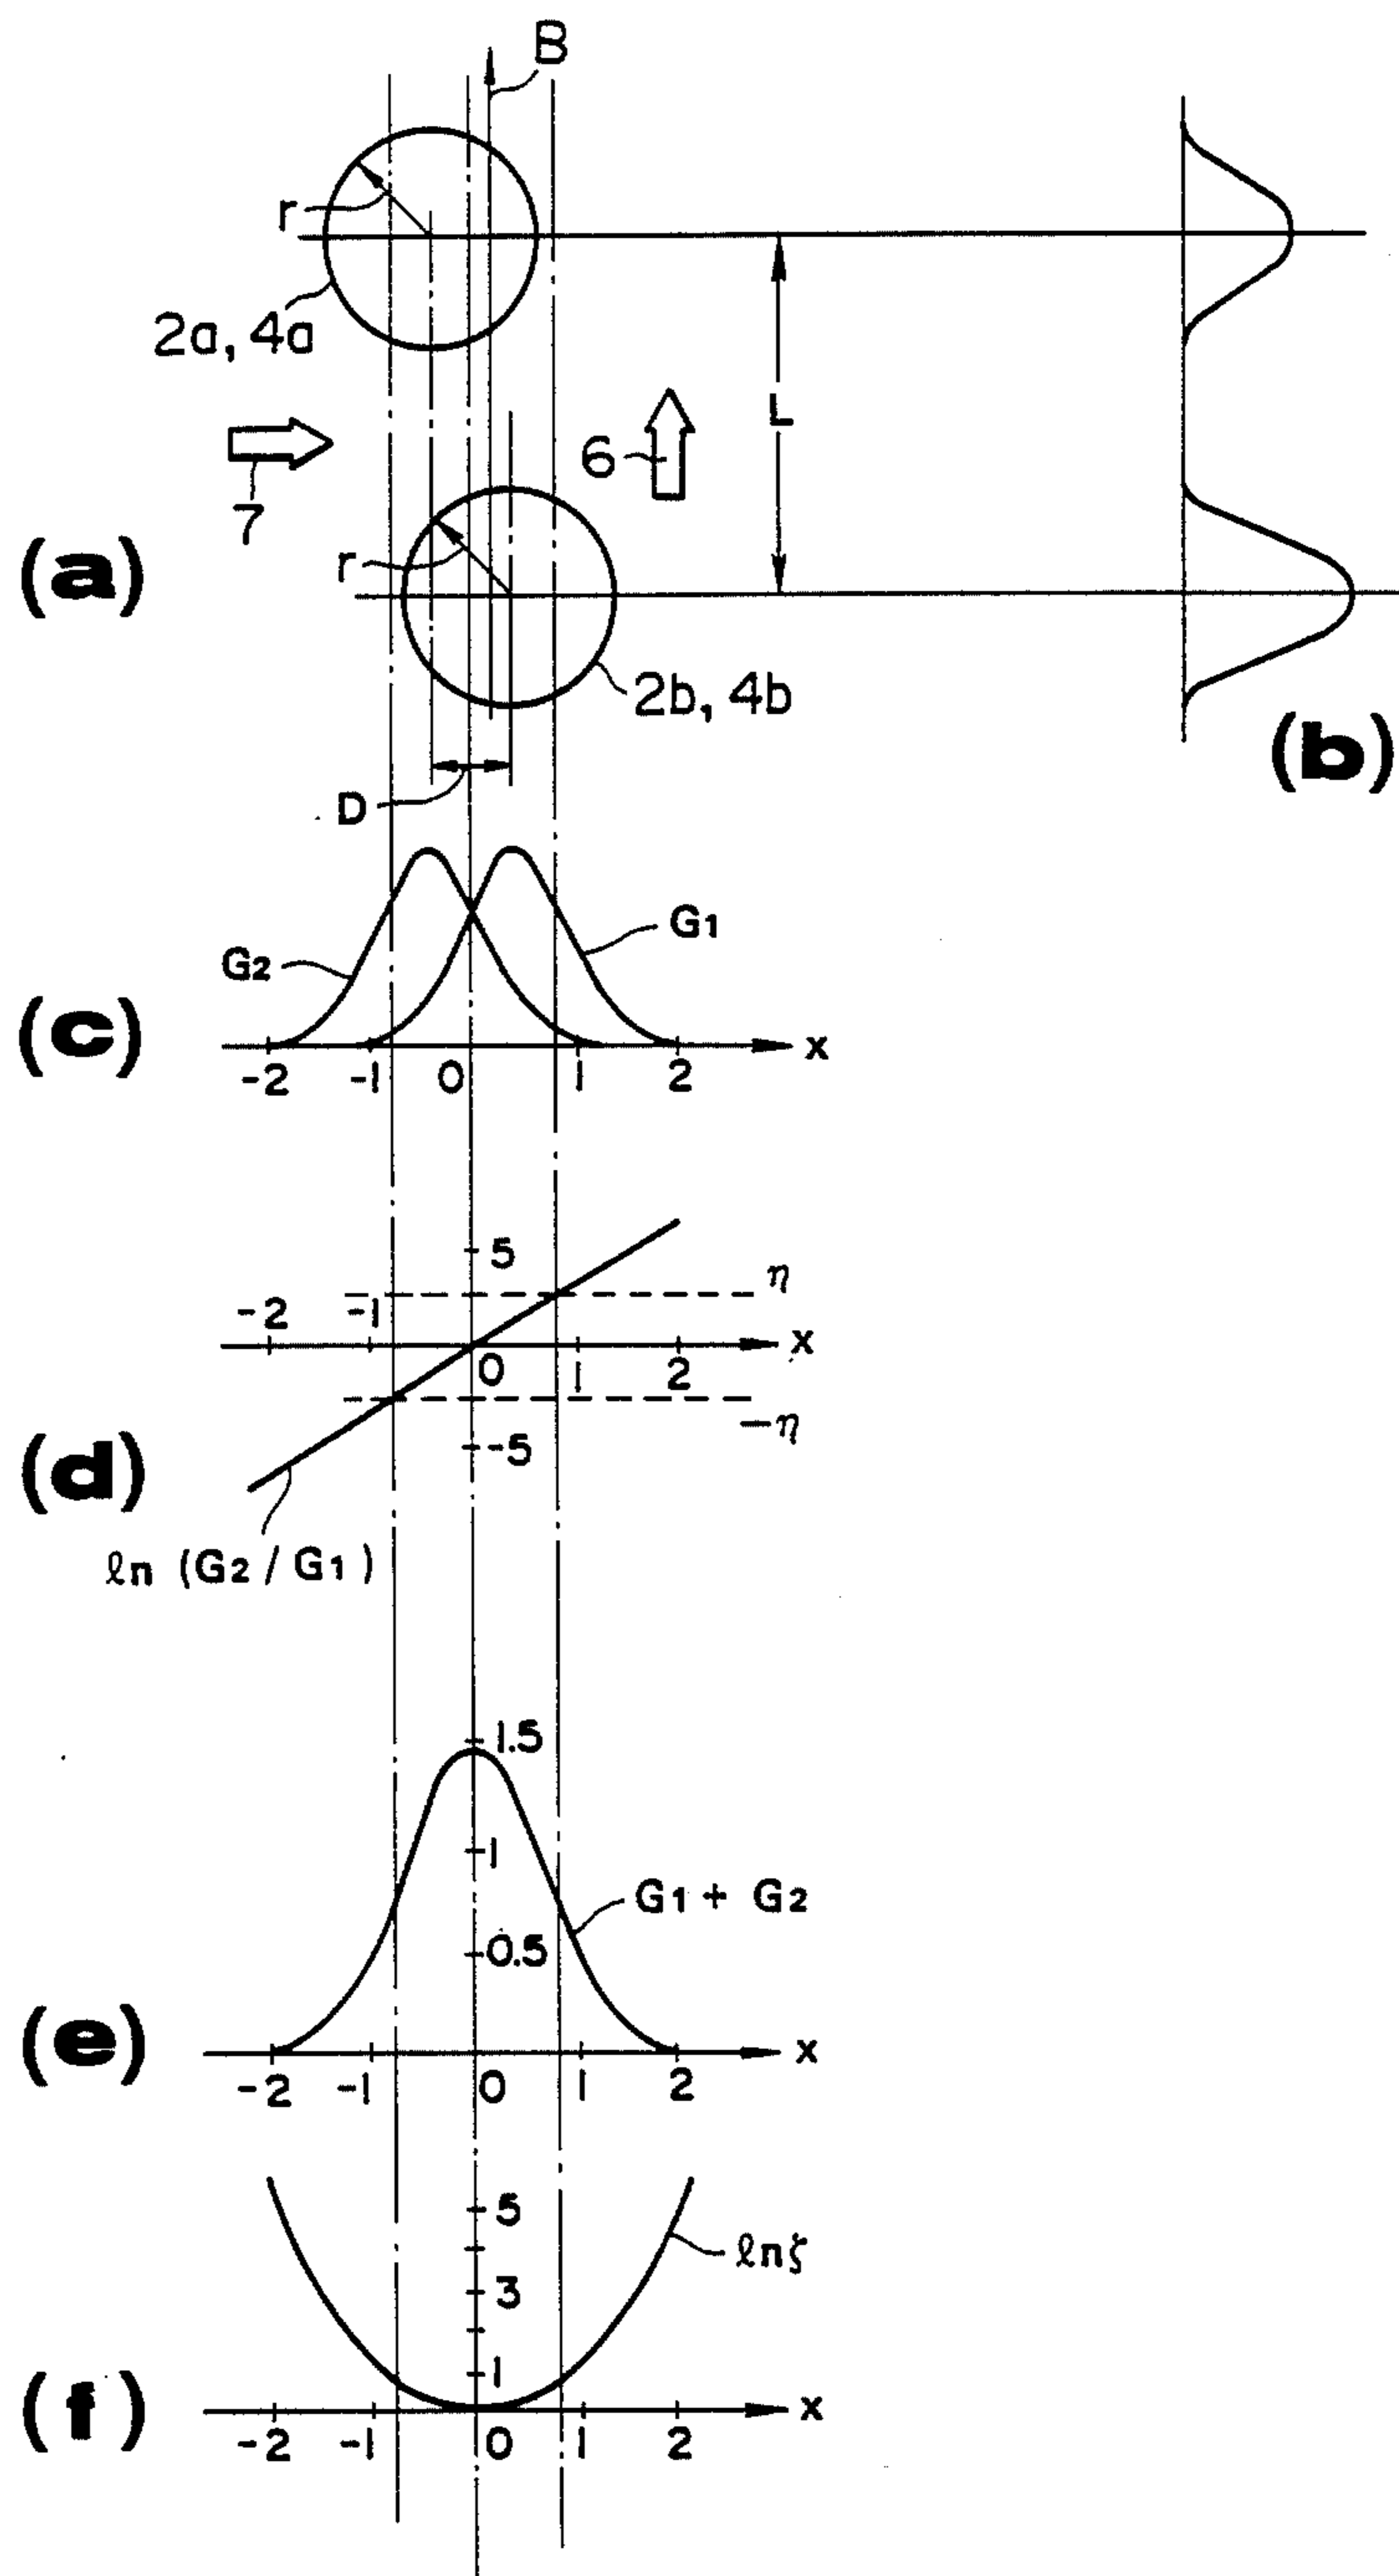 B
r
2a, 4a
L
6
7
(a)
r
2b, 4b
(b)
D
G2
G1
(c)
-2 -1 0 1 2 x
5
η
-2 -1 x
0 1 2
-η
-5
(d)
ℓn (G2 / G1)
1.5
1
G1 + G2
0.5
(e)
x
-2 -1 0 1 2
5
ℓnζ
3
1
(f)
x
-2 -1 0 1 2